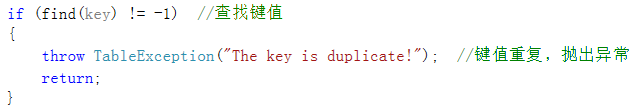 if (find(key) != -1)  //查找键值
{
    throw TableException("The key is duplicate!");  //键值重复，抛出异常
    return;
}